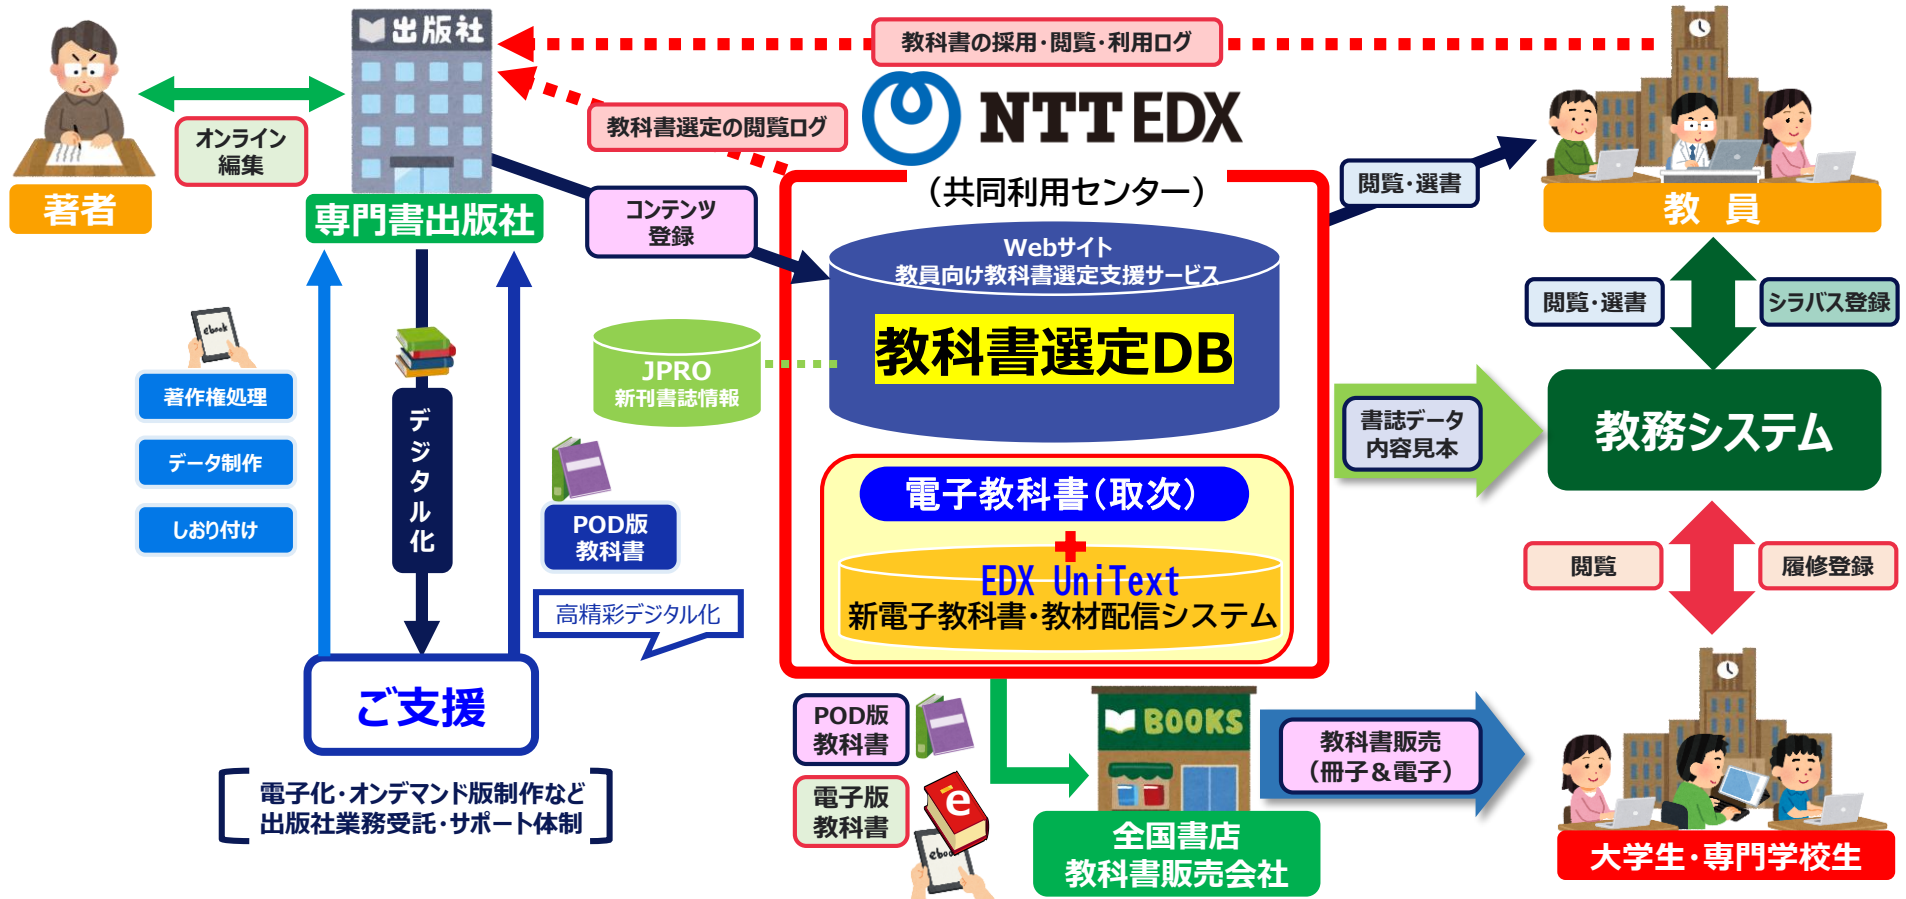 出版社
教科書の採用・閲覧・利用ログ
NTT EDX
オンライン
編集
教科書選定の閲覧ログ
著者
専門書出版社
コンテンツ
登録
(共同利用センター)
閲覧・選書
教 員
Webサイト
教員向け教科書選定支援サービス
教科書選定DB
JPRO
新刊書誌情報
閲覧・選書
シラバス登録
ebook
著作権処理
データ制作
しおり付け
デジタル化
POD版
教科書
高精彩デジタル化
書誌データ
内容見本
教務システム
電子教科書(取次)
EDX UniText
新電子教科書・教材配信システム
閲覧
履修登録
ご支援
電子化・オンデマンド版制作など
出版社業務受託・サポート体制
POD版
教科書
電子版
教科書
e
ebook
BOOKS
全国書店
教科書販売会社
教科書販売
(冊子&電子)
大学生・専門学校生